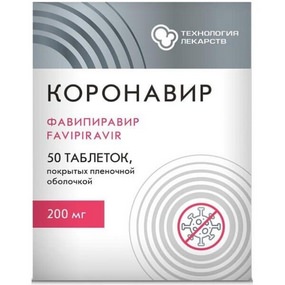 ТЕХНОЛОГИЯ
ЛЕКАРСТВ
КОРОНАВИР
ФАВИПИРАВИР
FAVIPIRAVIR
50 ТАБЛЕТОК,
покрытых пленочной
оболочкой
200 мг